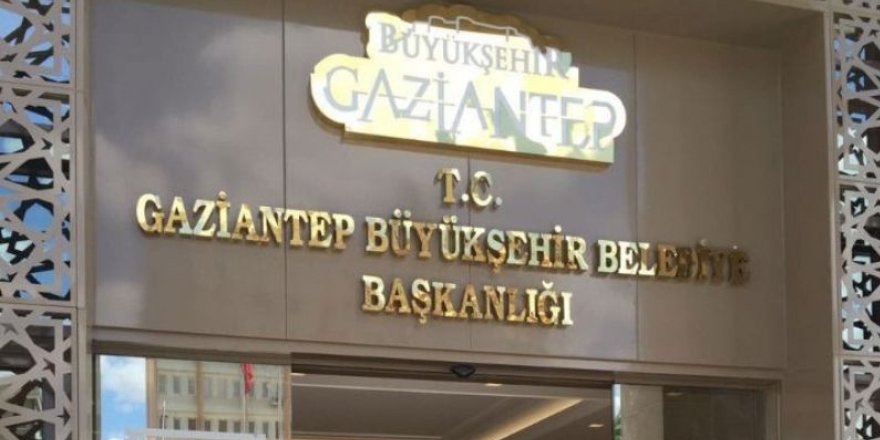 BÜYÜKŞEHİR
GAZİANTEP
T.C.
GAZİANTEP BÜYÜKŞEHİR BELEDİYE
BAŞKANLIĞI